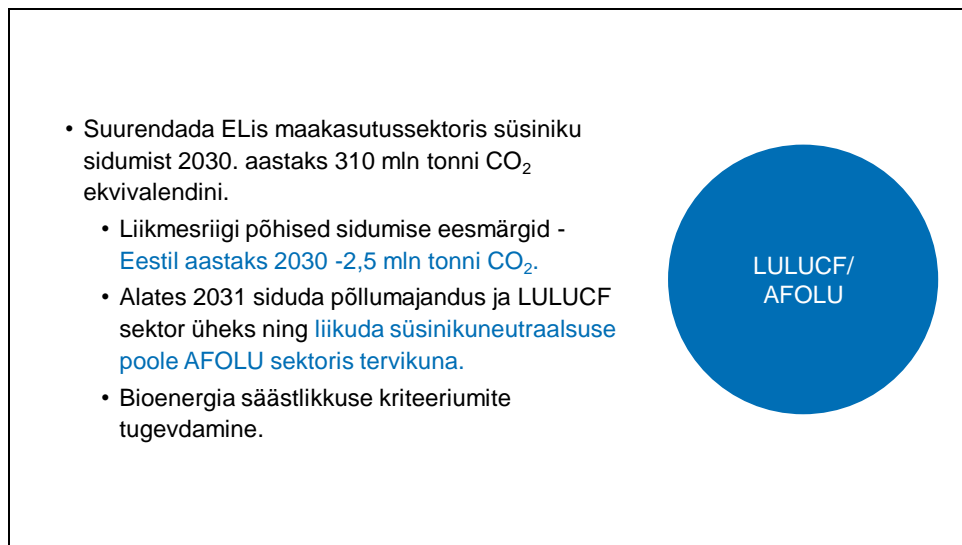 • Suurendada ELis maakasutussektoris süsiniku
sidumist 2030. aastaks 310 mln tonni CO₂
ekvivalendini.
• Liikmesriigi põhised sidumise eesmärgid -
Eestil aastaks 2030 -2,5 mln tonni CO₂.
• Alates 2031 siduda põllumajandus ja LULUCF
sektor üheks ning liikuda süsinikuneutraalsuse
poole AFOLU sektoris tervikuna.
• Bioenergia säästlikkuse kriteeriumite
tugevdamine.
LULUCF/
AFOLU